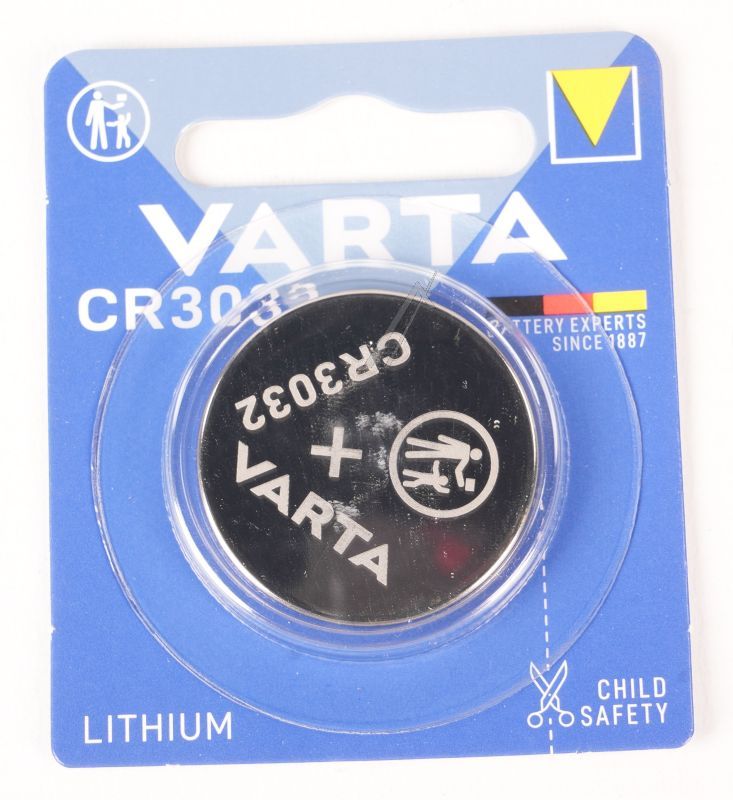 VARTA
CR3032
BATTERY EXPERTS
SINCE 1887
CR3032
+
VARTA
LITHIUM
CHILD
SAFETY